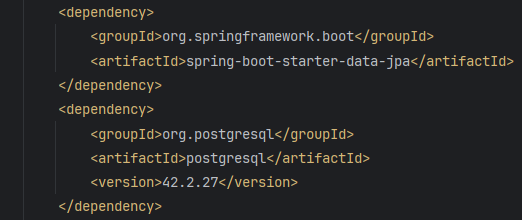 <dependency>
<groupId>org.springframework.boot</groupId>
<artifactId>spring-boot-starter-data-jpa</artifactId>
</dependency>
<dependency>
<groupId>org.postgresql</groupId>
<artifactId>postgresql</artifactId>
<version>42.2.27</version>
</dependency>